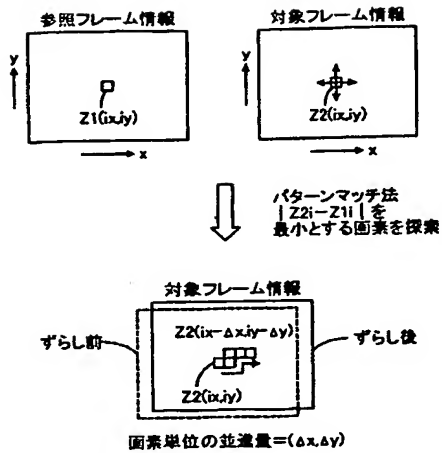 参照フレーム情報
対象フレーム情報
y
Z1(ix,iy)
x
y
Z2(ix,iy)
x
パターンマッチ法
|Z2i−Z1i|を
最小とする画素を探索
対象フレーム情報
ずらし前
Z2(ix−Δx,iy−Δy)
ずらし後
Z2(ix,iy)
画素単位の並進量=(Δx,Δy)